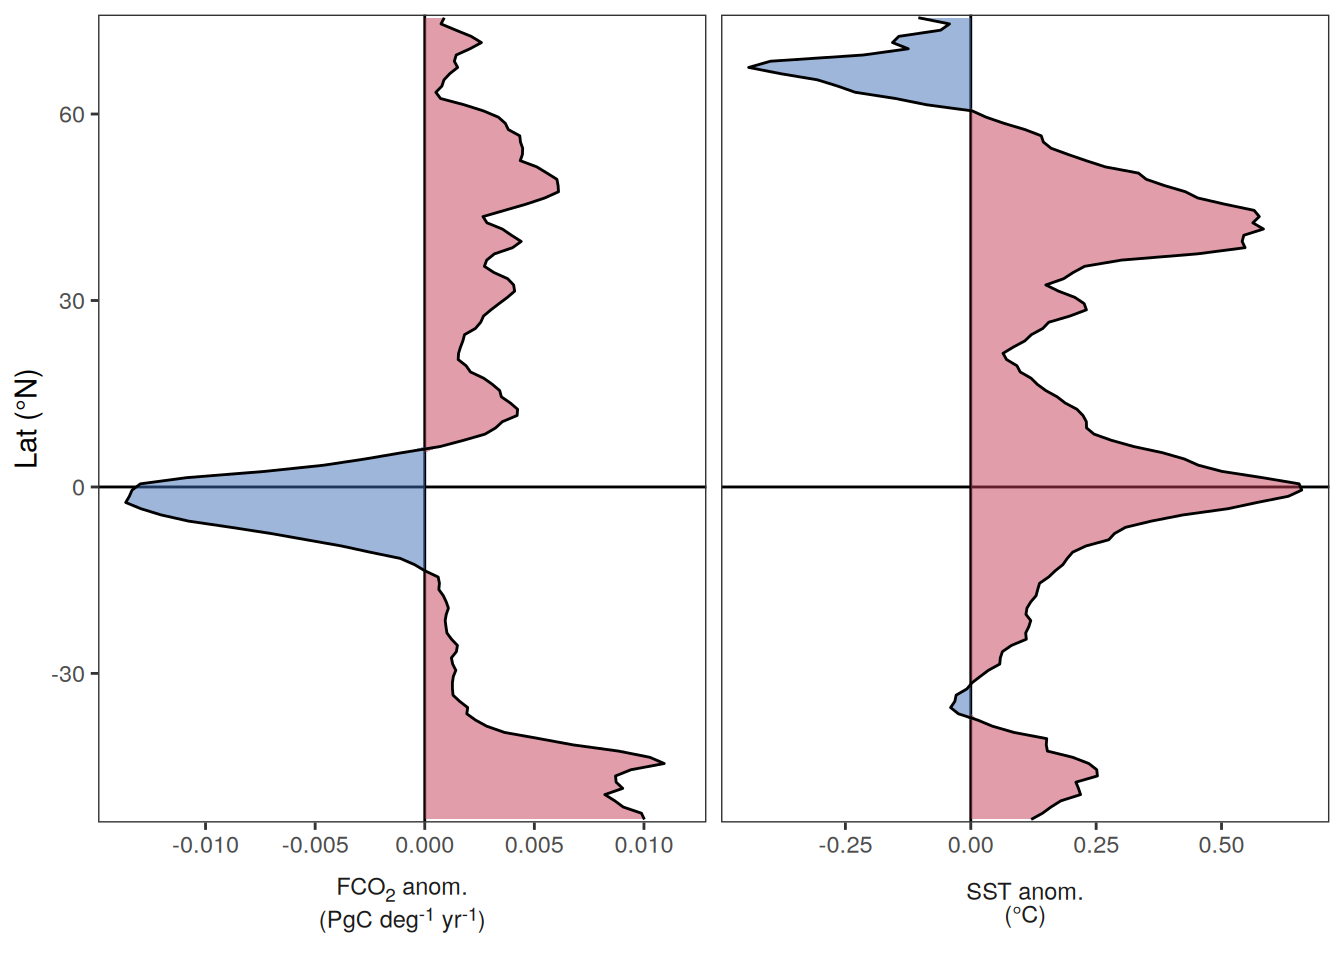 Lat (°N)
60
30
0
-30
-0.010 -0.005 0.000 0.005 0.010
-0.25 0.00 0.25 0.50
FCO₂ anom.
(PgC deg⁻¹ yr⁻¹)
SST anom.
(°C)